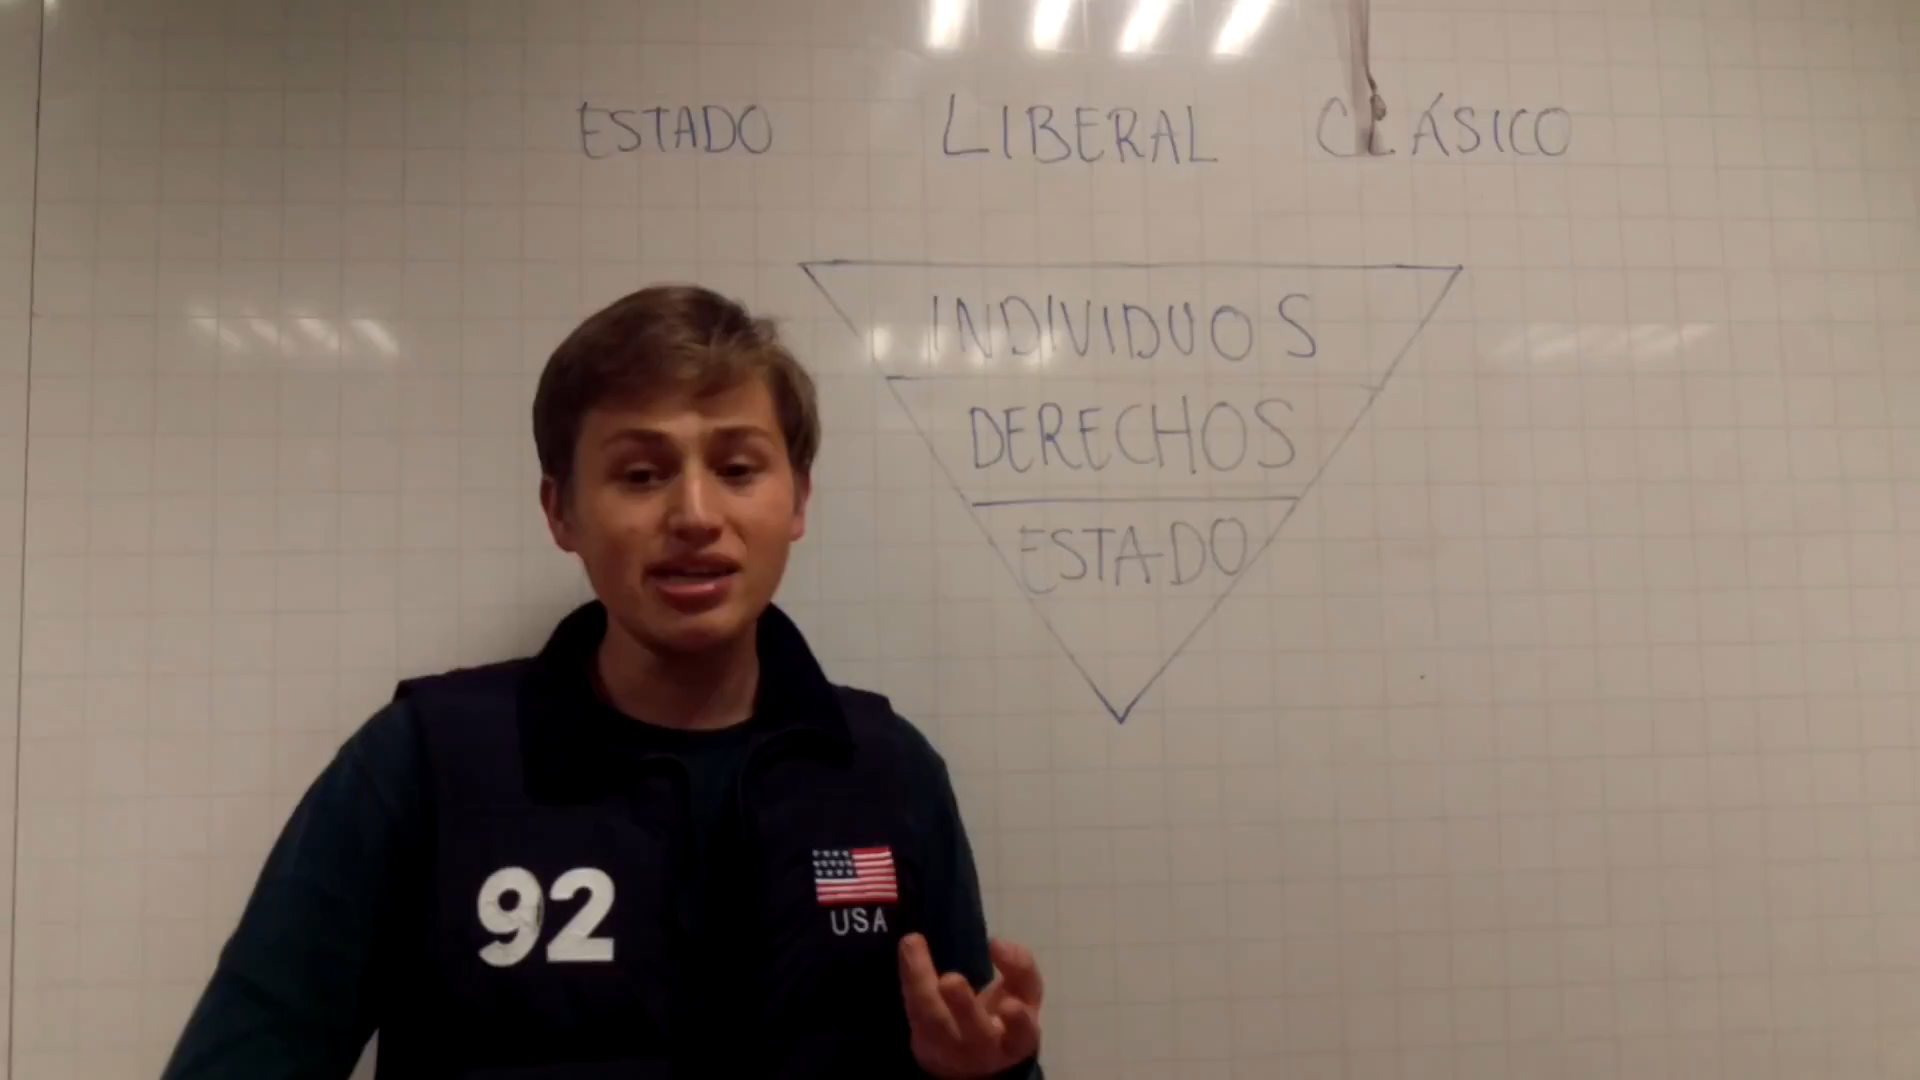 ESTADO LIBERAL CLÁSICO
INDIVIDUOS
DERECHOS
ESTADO
92
USA